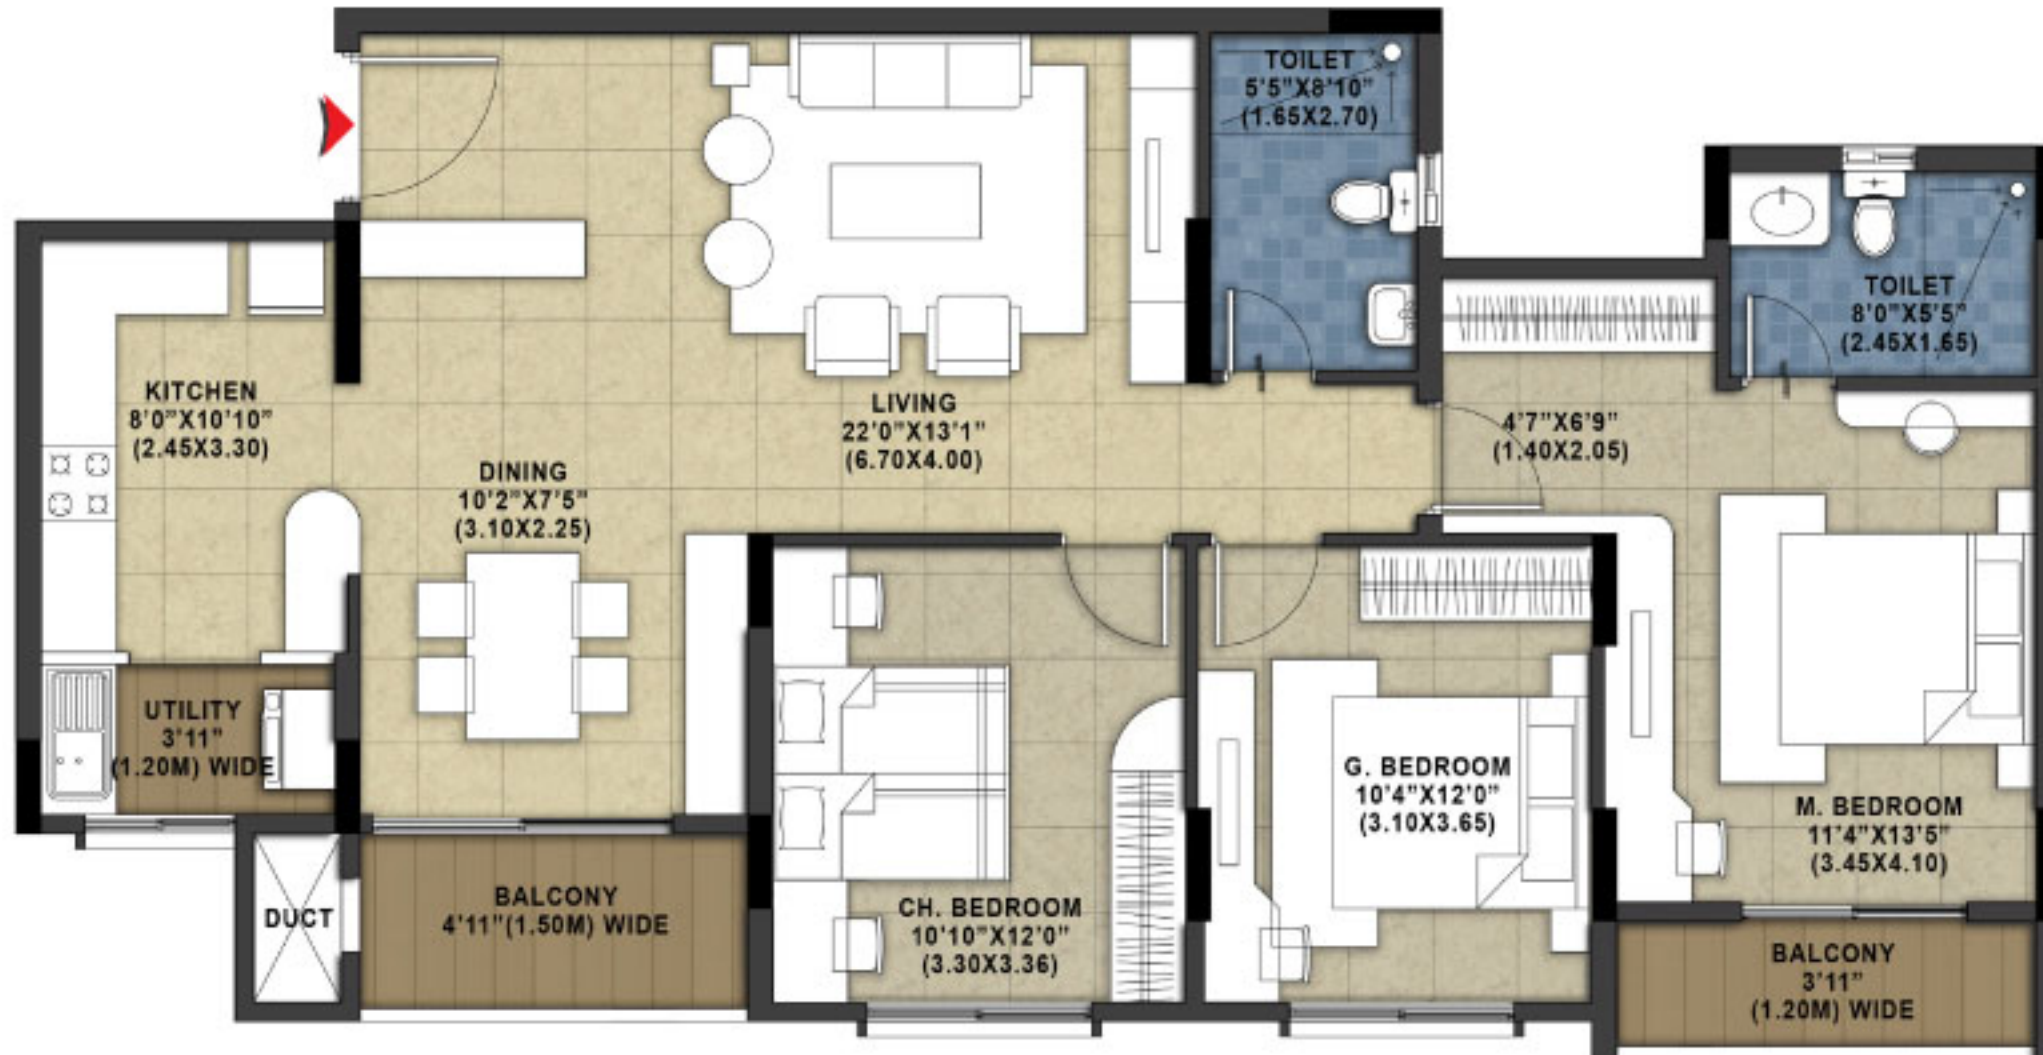 TOILET
5'5"X8'10"
(1.65X2.70)
TOILET
8'0"X5'5"
(2.45X1.65)
KITCHEN
8'0"X10'10"
(2.45X3.30)
LIVING
22'0"X13'1"
(6.70X4.00)
4'7"X6'9"
(1.40X2.05)
DINING
10'2"X7'5"
(3.10X2.25)
UTILITY
3'11"
(1.20M) WIDE
G. BEDROOM
10'4"X12'0"
(3.10X3.65)
M. BEDROOM
11'4"X13'5"
(3.45X4.10)
DUCT
BALCONY
4'11"(1.50M) WIDE
CH. BEDROOM
10'10"X12'0"
(3.30X3.36)
BALCONY
3'11"
(1.20M) WIDE